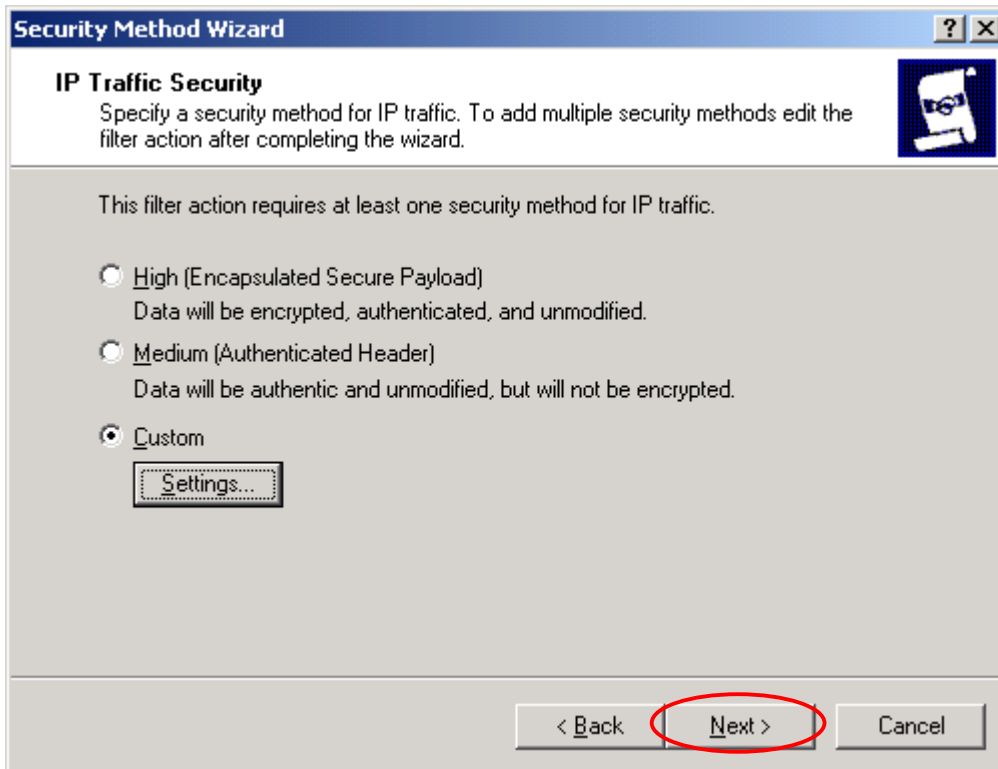 Security Method Wizard
?
IP Traffic Security
Specify a security method for IP traffic. To add multiple security methods edit the
filter action after completing the wizard.
This filter action requires at least one security method for IP traffic.
High (Encapsulated Secure Payload)
Data will be encrypted, authenticated, and unmodified.
Medium (Authenticated Header)
Data will be authentic and unmodified, but will not be encrypted.
Custom
Settings...
< Back
Next >
Cancel